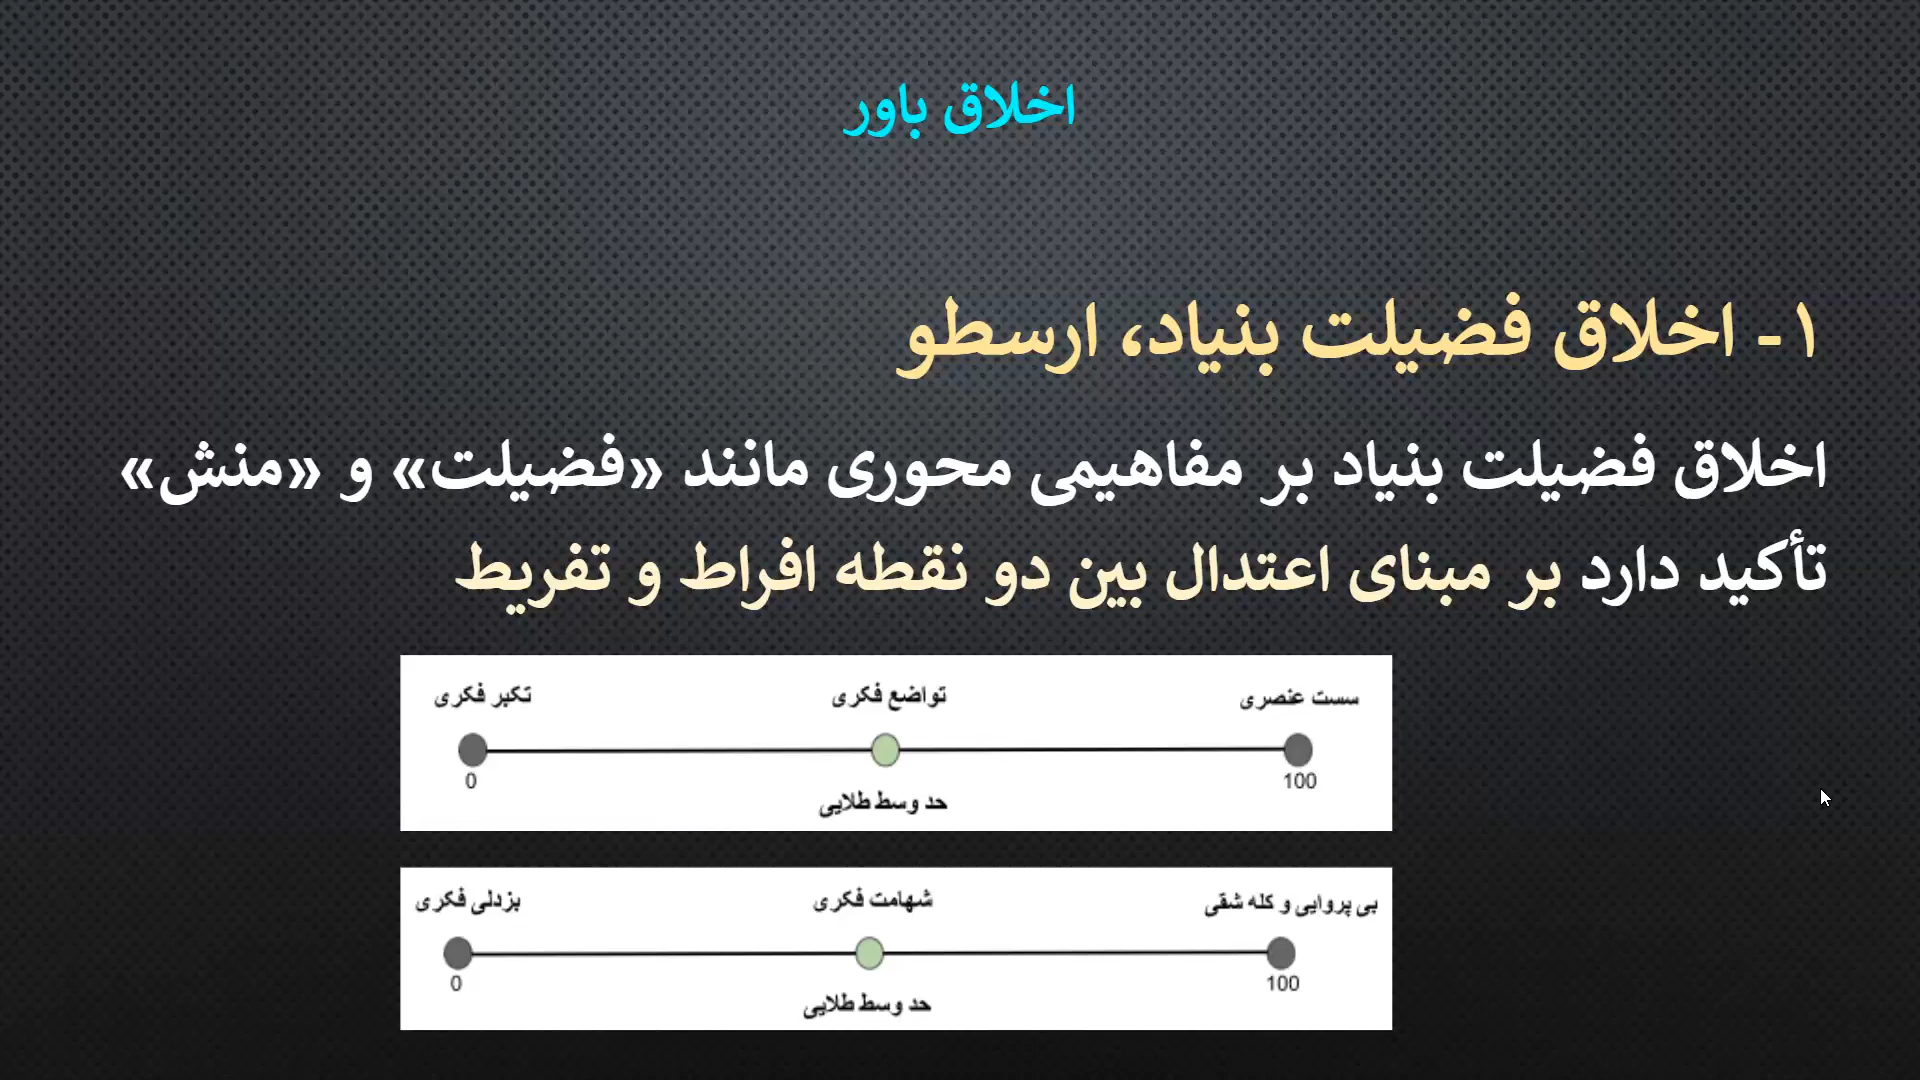 اخلاق باور
۱- اخلاق فضیلت بنیاد، ارسطو
اخلاق فضیلت بنیاد بر مفاهیمی محوری مانند «فضیلت» و «منش»
تأکید دارد بر مبنای اعتدال بین دو نقطه افراط و تفریط
سست عنصری
تواضع فکری
تکبر فکری
100
0
حد وسط طلایی
بی پروایی و کله شقی
شهامت فکری
بزدلی فکری
100
0
حد وسط طلایی